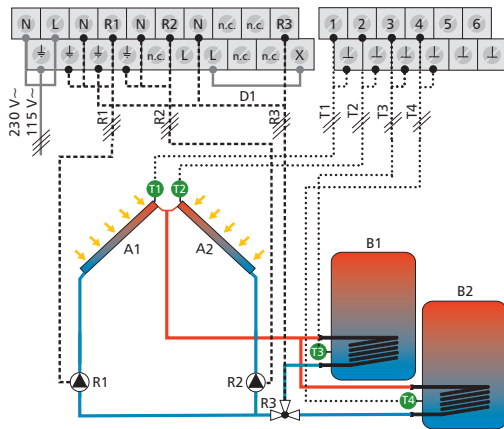 N L N R1 N R2 N n.c. n.c. R3
1 2 3 4 5 6
n.c. L L n.c. n.c. X
D1
230 V~
115 V~
R1
R2
R3
T1
T2
T3
T4
T1
T2
A1
A2
B1
B2
T3
T4
R1
R2
R3